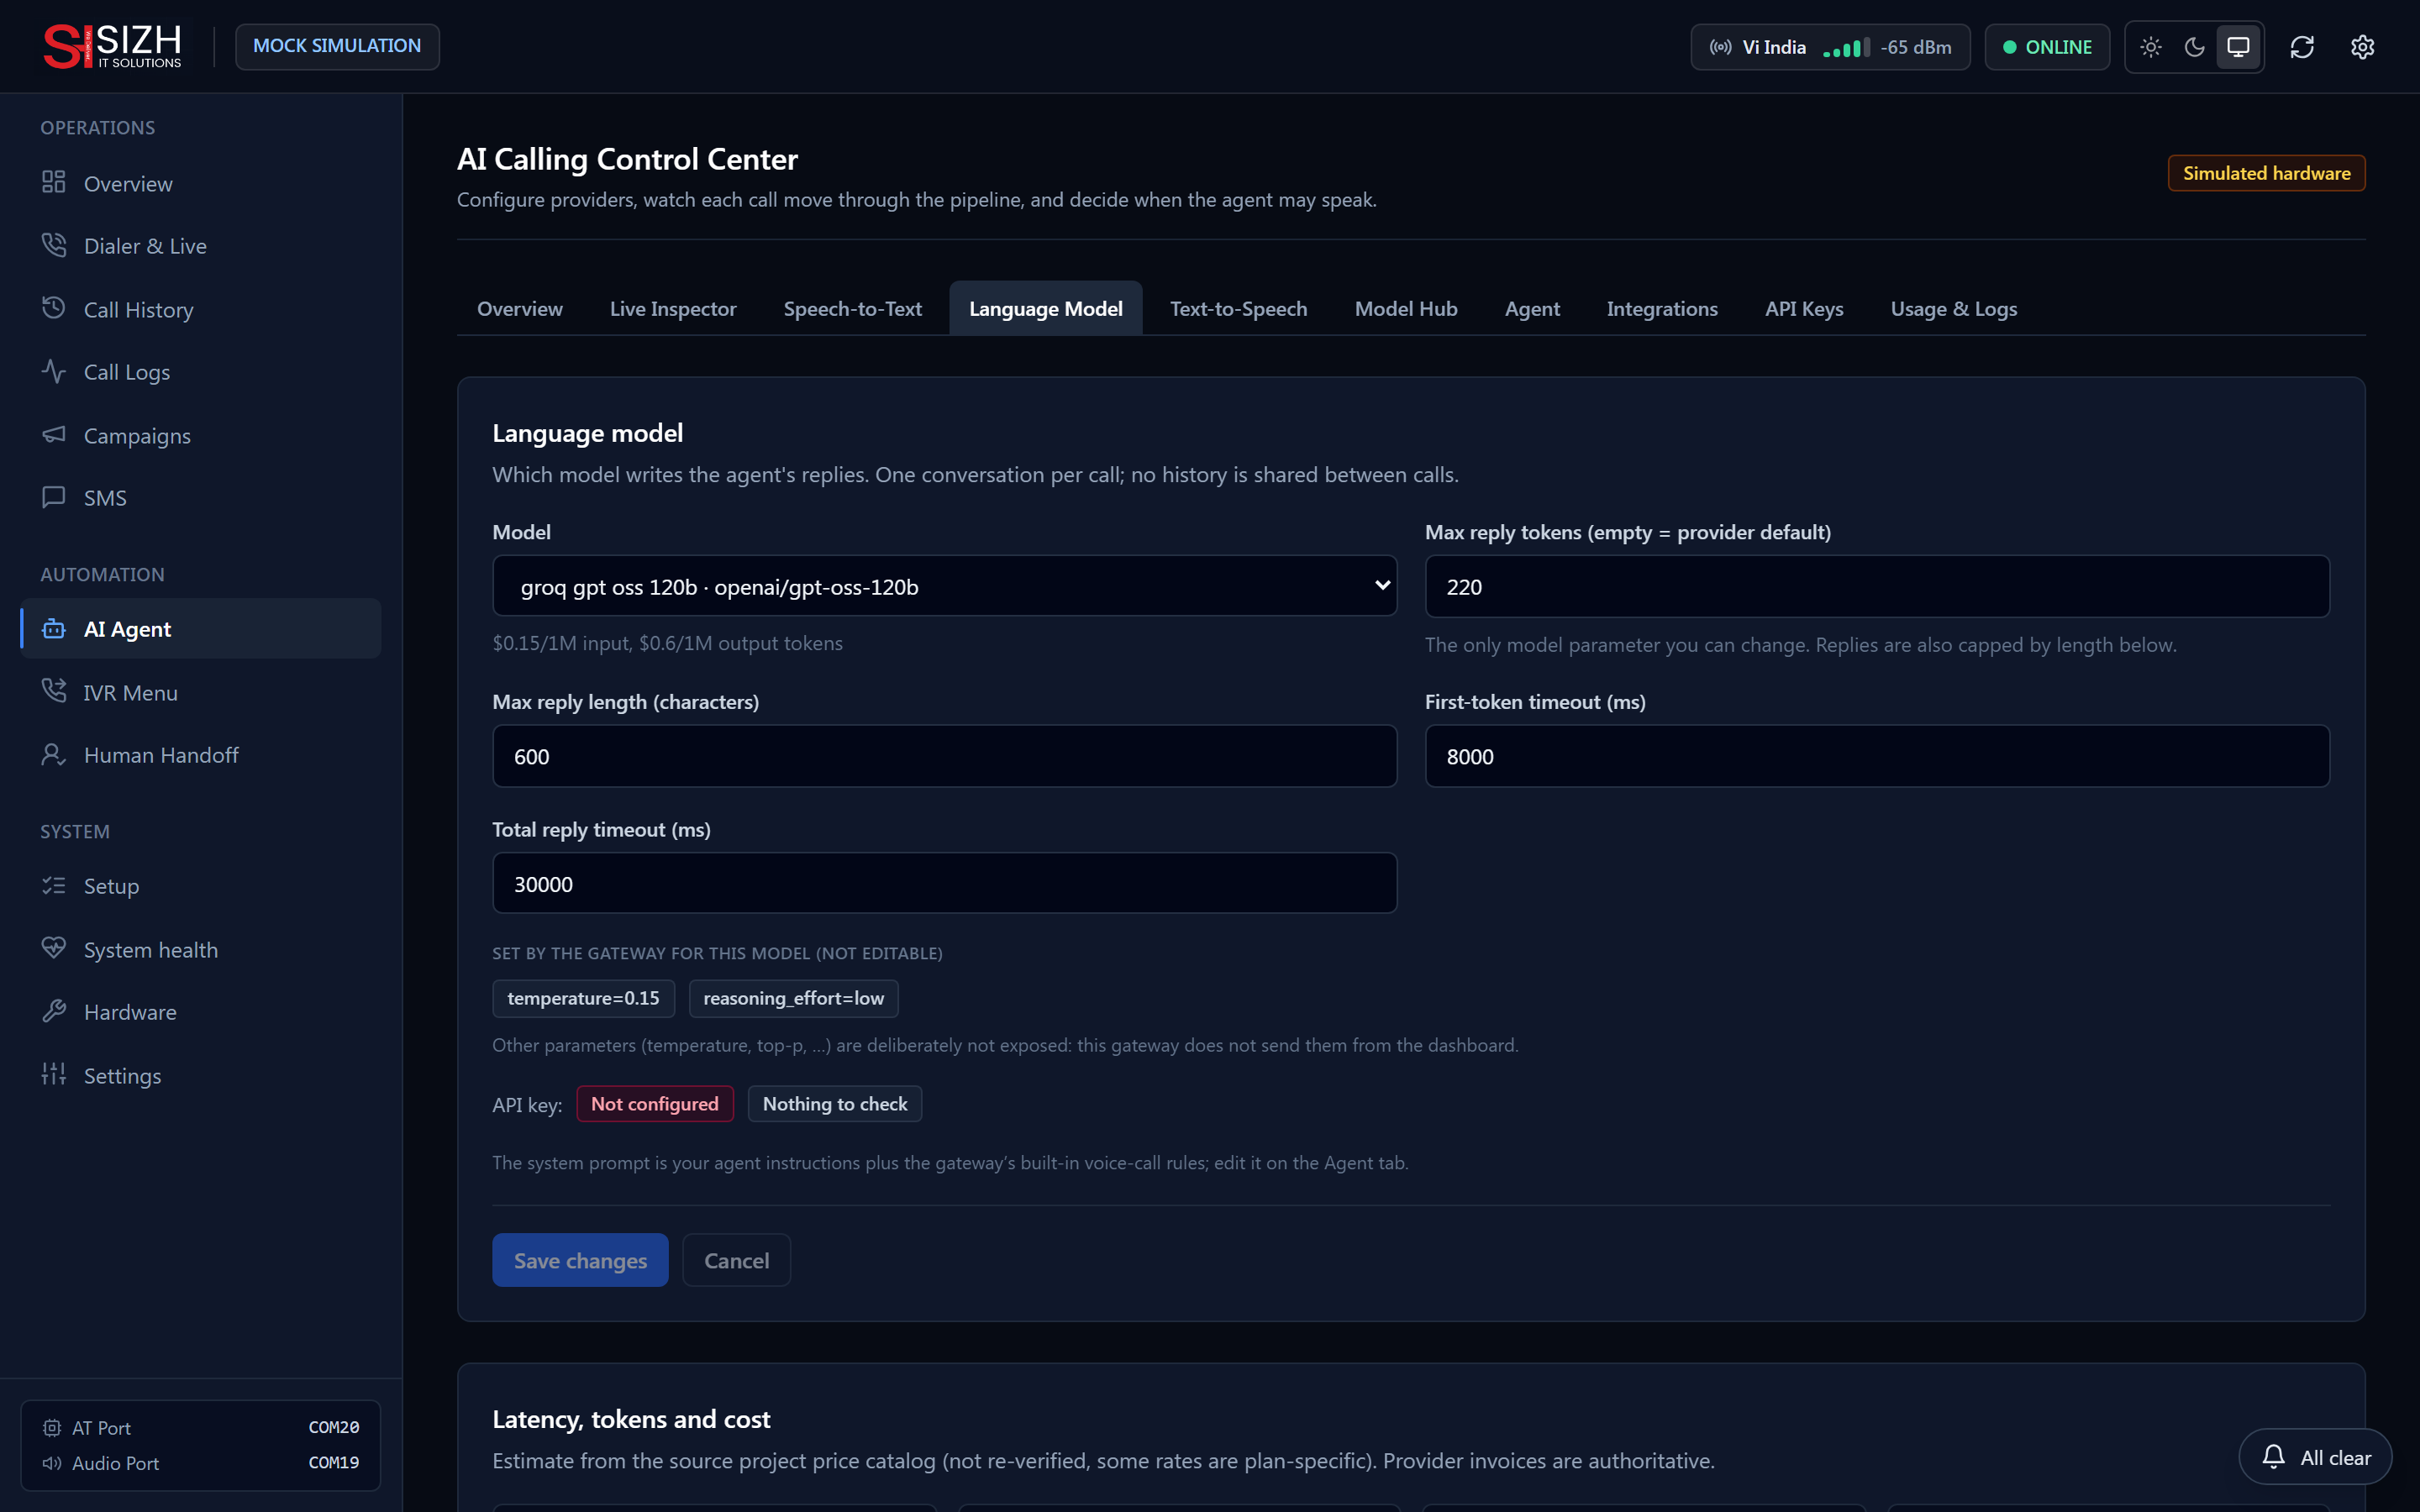 SIZH
IT SOLUTIONS
MOCK SIMULATION
Vi India
-65 dBm
ONLINE
OPERATIONS
Overview
Dialer & Live
Call History
Call Logs
Campaigns
SMS
AUTOMATION
AI Agent
IVR Menu
Human Handoff
SYSTEM
Setup
System health
Hardware
Settings
AT Port COM20
Audio Port COM19
AI Calling Control Center
Configure providers, watch each call move through the pipeline, and decide when the agent may speak.
Simulated hardware
Overview Live Inspector Speech-to-Text Language Model Text-to-Speech Model Hub Agent Integrations API Keys Usage & Logs
Language model
Which model writes the agent's replies. One conversation per call; no history is shared between calls.
Model
groq gpt oss 120b · openai/gpt-oss-120b
$0.15/1M input, $0.6/1M output tokens
Max reply tokens (empty = provider default)
220
The only model parameter you can change. Replies are also capped by length below.
Max reply length (characters)
600
First-token timeout (ms)
8000
Total reply timeout (ms)
30000
SET BY THE GATEWAY FOR THIS MODEL (NOT EDITABLE)
temperature=0.15 reasoning_effort=low
Other parameters (temperature, top-p, ...) are deliberately not exposed: this gateway does not send them from the dashboard.
API key: Not configured Nothing to check
The system prompt is your agent instructions plus the gateway’s built-in voice-call rules; edit it on the Agent tab.
Save changes Cancel
Latency, tokens and cost
Estimate from the source project price catalog (not re-verified, some rates are plan-specific). Provider invoices are authoritative.
All clear